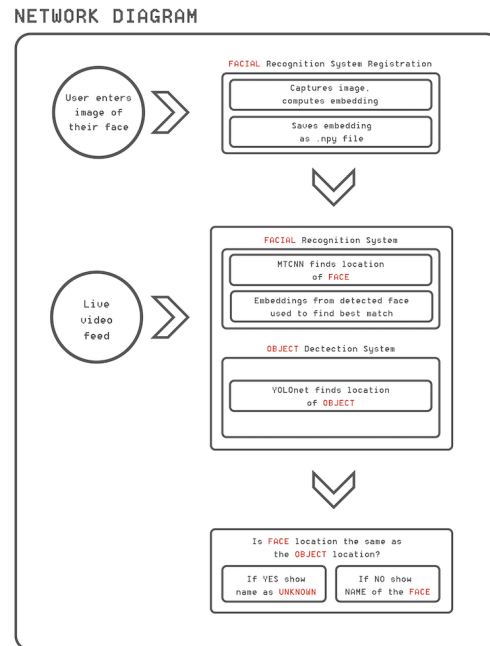 NETWORK DIAGRAM
FACIAL Recognition System Registration
User enters
image of
their face
Captures image,
computes embedding
Saves embedding
as .npy file
FACIAL Recognition System
MTCNN finds location
of FACE
Embeddings from detected face
used to find best match
Live
video
feed
OBJECT Dectection System
YOLOnet finds location
of OBJECT
Is FACE location the same as
the OBJECT location?
If YES show
name as UNKNOWN
If NO show
NAME of the FACE